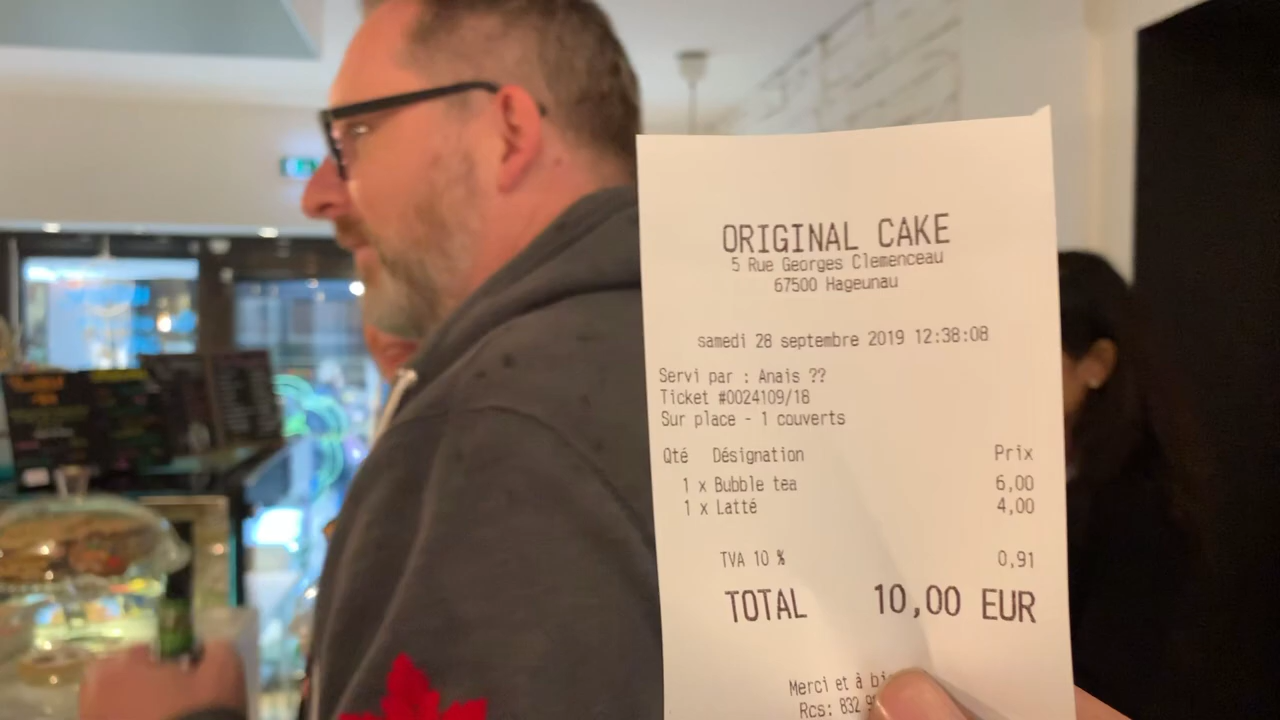 ORIGINAL CAKE
5 Rue Georges Clemenceau
67500 Hageunau
samedi 28 septembre 2019 12:38:08
Servi par : Anais ??
Ticket #0024109/18
Sur place - 1 couverts
Qté Désignation Prix
1 x Bubble tea 6,00
1 x Latté 4,00
TVA 10 % 0,91
TOTAL 10,00 EUR
Merci et à
Rcs: 832